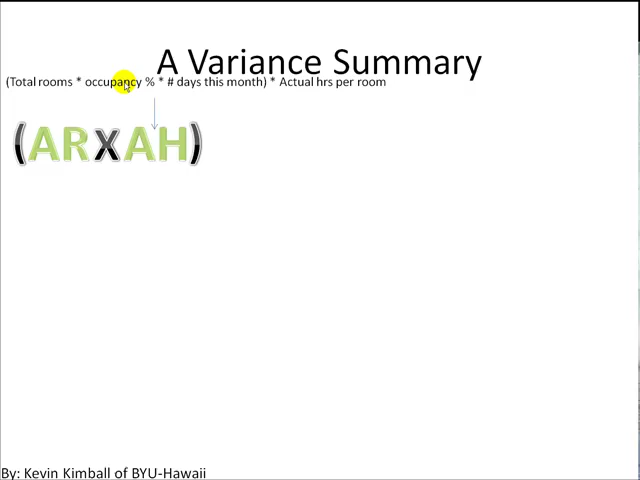 A Variance Summary
(Total rooms * occupancy % * # days this month) * Actual hrs per room
(ARxAH)
By: Kevin Kimball of BYU-Hawaii